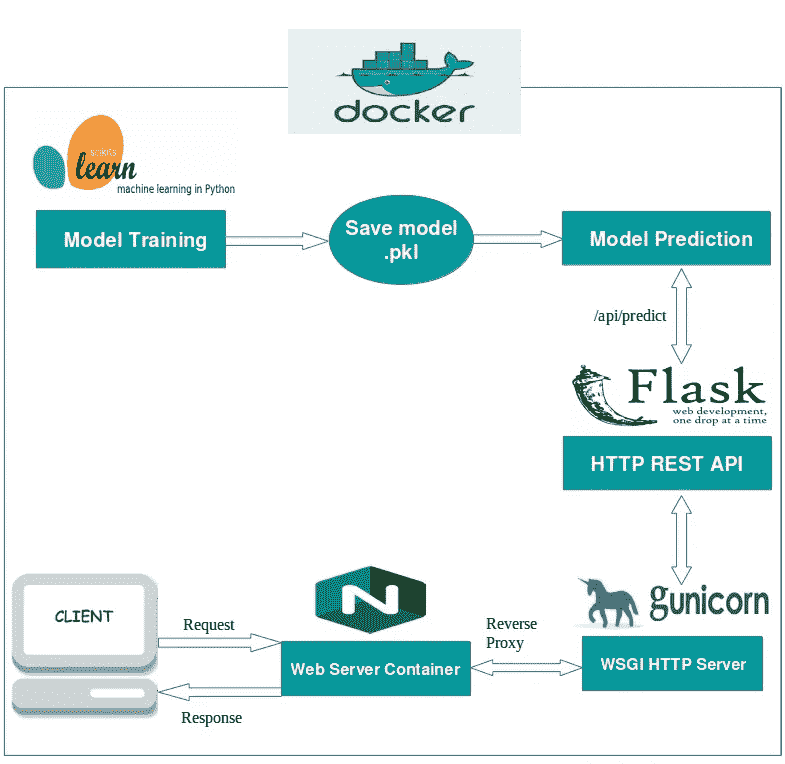 docker
scikits
learn
machine learning in Python
Model Training
Save model
.pkl
Model Prediction
/api/predict
Flask
web development,
one drop at a time
HTTP REST API
CLIENT
Request
Response
N
Web Server Container
Reverse
Proxy
gunicorn
WSGI HTTP Server